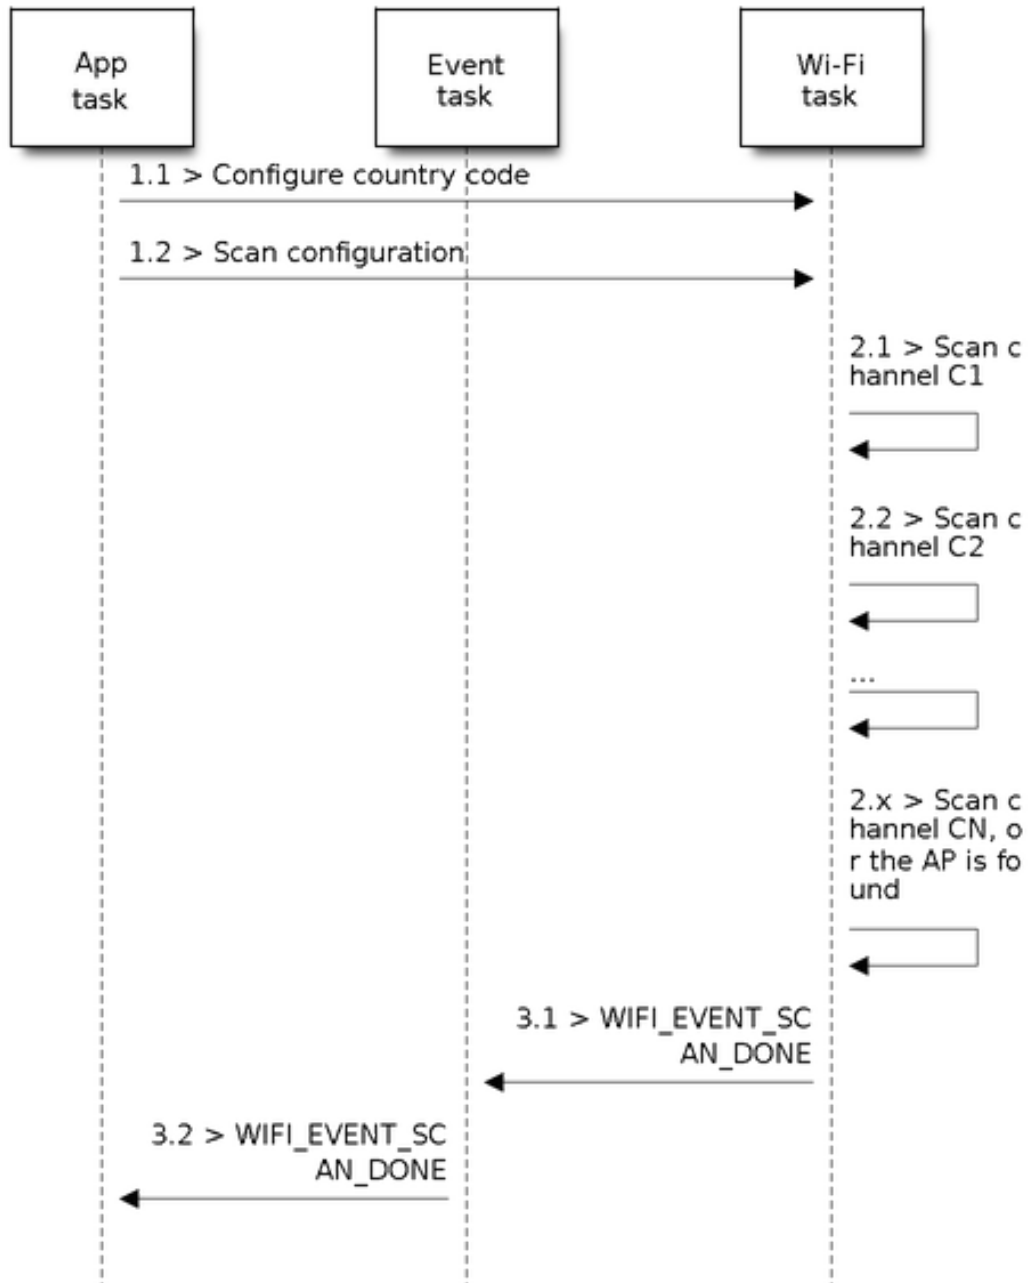 App
task
Event
task
Wi-Fi
task
1.1 > Configure country code
1.2 > Scan configuration
2.1 > Scan c
hannel C1
2.2 > Scan c
hannel C2
...
2.x > Scan c
hannel CN, o
r the AP is fo
und
3.1 > WIFI_EVENT_SC
AN_DONE
3.2 > WIFI_EVENT_SC
AN_DONE